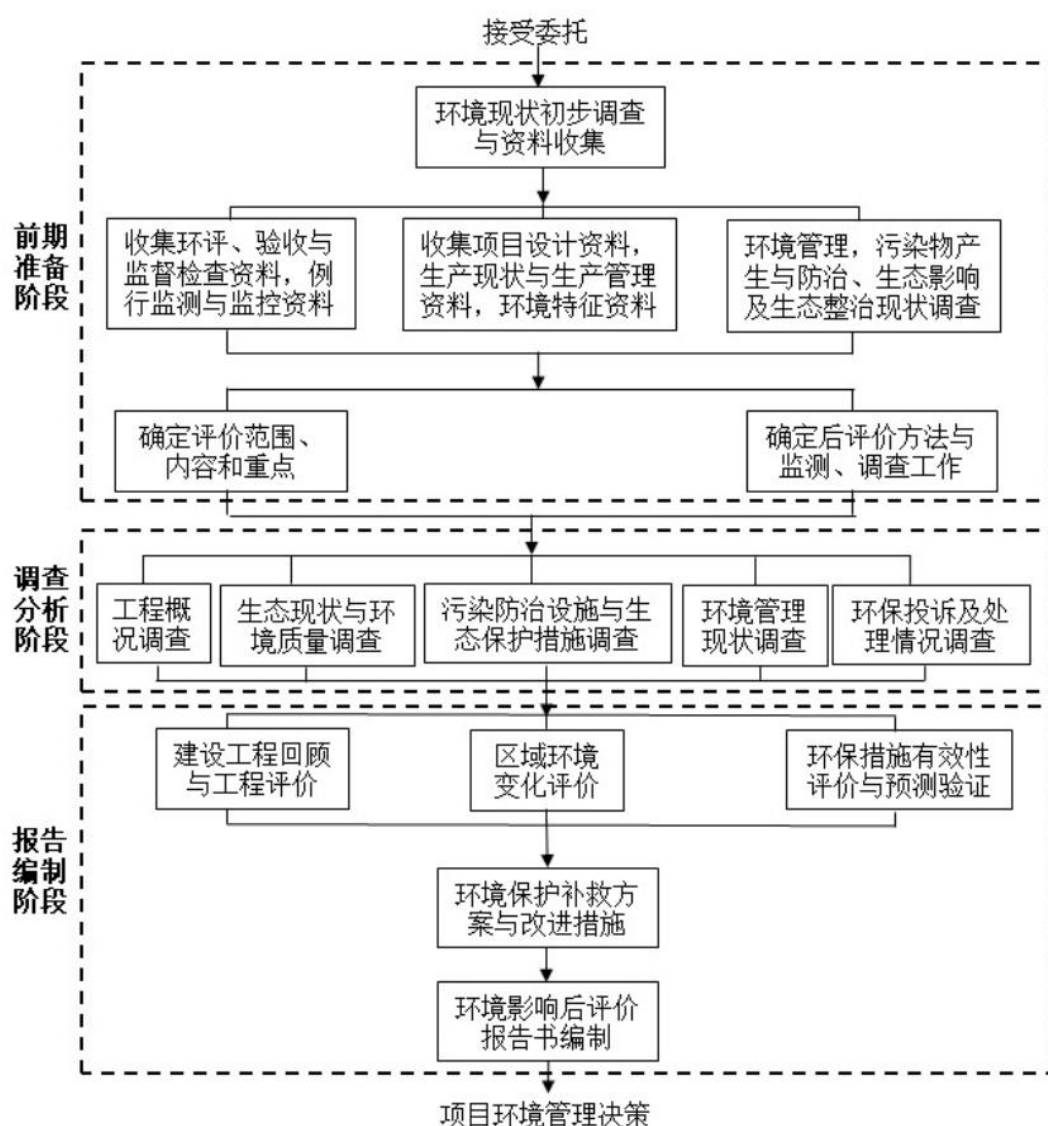 接受委托
环境现状初步调查
与资料收集
前期
准备
阶段
收集环评、验收与
监督检查资料，例
行监测与监控资料
收集项目设计资料，
生产现状与生产管理
资料，环境特征资料
环境管理，污染物产
生与防治、生态影响
及生态整治现状调查
确定评价范围、
内容和重点
确定后评价方法与
监测、调查工作
调查
分析
阶段
工程概
况调查
生态现状与环
境质量调查
污染防治设施与生
态保护措施调查
环境管理
现状调查
环保投诉及处
理情况调查
报告
编制
阶段
建设工程回顾
与工程评价
区域环境
变化评价
环保措施有效性
评价与预测验证
环境保护补救方
案与改进措施
环境影响后评价
报告书编制
项目环境管理决策